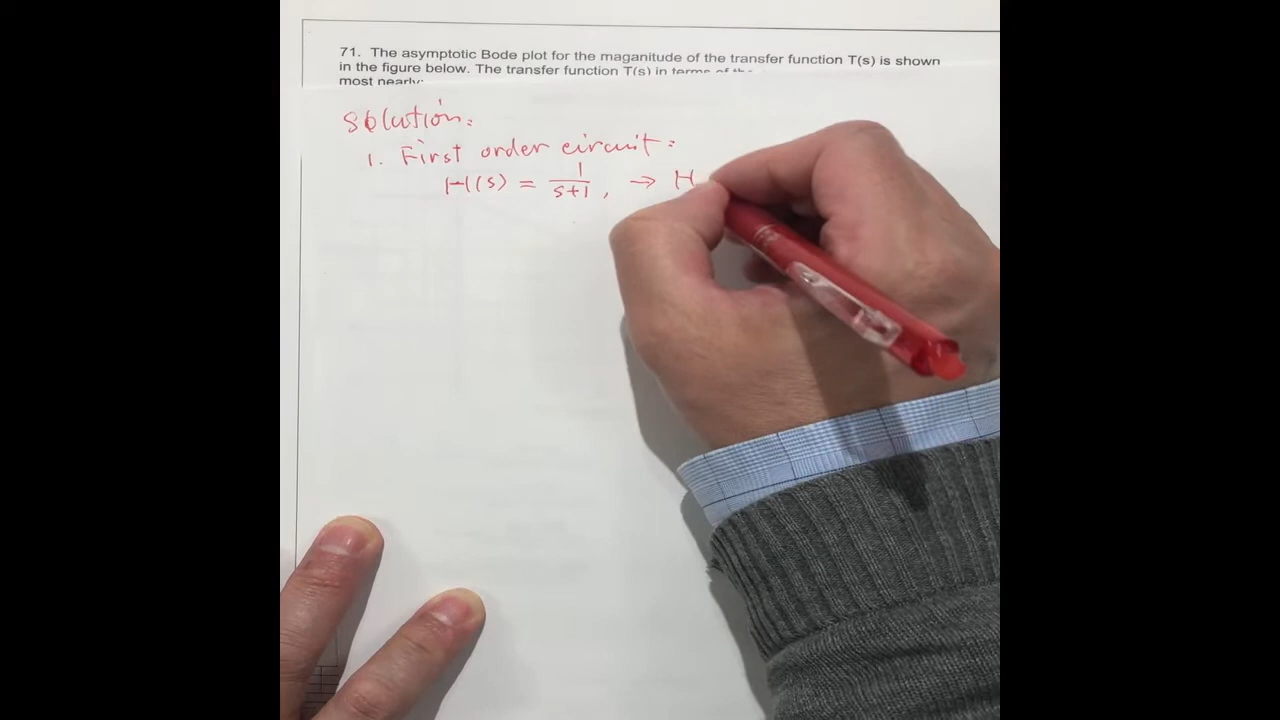 71. The asymptotic Bode plot for the maganitude of the transfer function T(s) is shown
in the figure below. The transfer function T(s) in terms of the
most nearly:
Solution:
1. First order circuit:
H(s) = 1/(s+1), → H